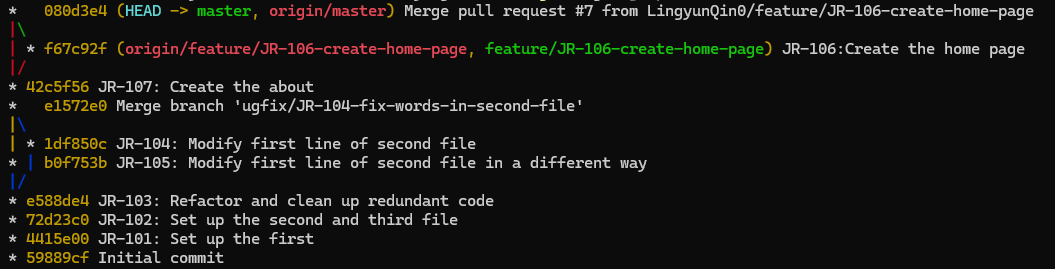 *   080d3e4 (HEAD -> master, origin/master) Merge pull request #7 from LingyunQin0/feature/JR-106-create-home-page
|\
| * f67c92f (origin/feature/JR-106-create-home-page, feature/JR-106-create-home-page) JR-106:Create the home page
|/
* 42c5f56 JR-107: Create the about
*   e1572e0 Merge branch 'ugfix/JR-104-fix-words-in-second-file'
|\
| * 1df850c JR-104: Modify first line of second file
* | b0f753b JR-105: Modify first line of second file in a different way
|/
* e588de4 JR-103: Refactor and clean up redundant code
* 72d23c0 JR-102: Set up the second and third file
* 4415e00 JR-101: Set up the first
* 59889cf Initial commit